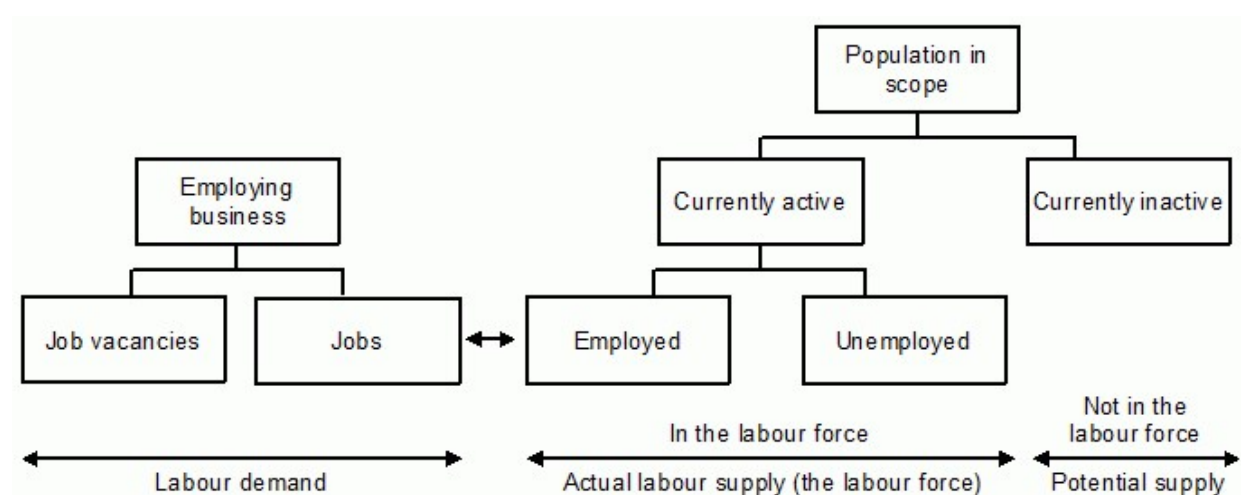 Population in
scope
Employing
business
Currently active
Currently inactive
Job vacancies
Jobs
Employed
Unemployed
In the labour force
Not in the
labour force
Labour demand
Actual labour supply (the labour force)
Potential supply